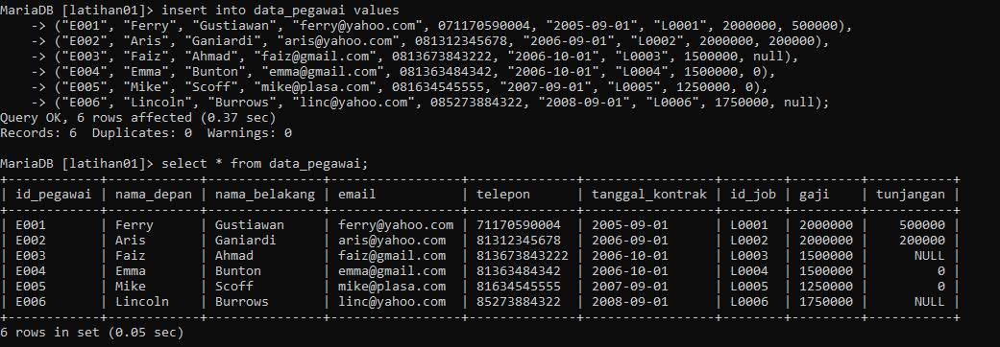 MariaDB [latihan01]> insert into data_pegawai values
    -> ("E001", "Ferry", "Gustiawan", "ferry@yahoo.com", 071170590004, "2005-09-01", "L0001", 2000000, 500000),
    -> ("E002", "Aris", "Ganiardi", "aris@yahoo.com", 081312345678, "2006-09-01", "L0002", 2000000, 200000),
    -> ("E003", "Faiz", "Ahmad", "faiz@gmail.com", 0813673843222, "2006-10-01", "L0003", 1500000, null),
    -> ("E004", "Emma", "Bunton", "emma@gmail.com", 081363484342, "2006-10-01", "L0004", 1500000, 0),
    -> ("E005", "Mike", "Scoff", "mike@plasa.com", 081634545555, "2007-09-01", "L0005", 1250000, 0),
    -> ("E006", "Lincoln", "Burrows", "linc@yahoo.com", 085273884322, "2008-09-01", "L0006", 1750000, null);
Query OK, 6 rows affected (0.37 sec)
Records: 6  Duplicates: 0  Warnings: 0
MariaDB [latihan01]> select * from data_pegawai;
+------------+------------+---------------+-----------------+--------------+-----------------+--------+---------+-----------+
| id_pegawai | nama_depan | nama_belakang | email           | telepon      | tanggal_kontrak | id_job | gaji    | tunjangan |
+------------+------------+---------------+-----------------+--------------+-----------------+--------+---------+-----------+
| E001       | Ferry      | Gustiawan     | ferry@yahoo.com | 71170590004  | 2005-09-01      | L0001  | 2000000 |    500000 |
| E002       | Aris       | Ganiardi      | aris@yahoo.com  | 81312345678  | 2006-09-01      | L0002  | 2000000 |    200000 |
| E003       | Faiz       | Ahmad         | faiz@gmail.com  | 813673843222 | 2006-10-01      | L0003  | 1500000 |      NULL |
| E004       | Emma       | Bunton        | emma@gmail.com  | 81363484342  | 2006-10-01      | L0004  | 1500000 |         0 |
| E005       | Mike       | Scoff         | mike@plasa.com  | 81634545555  | 2007-09-01      | L0005  | 1250000 |         0 |
| E006       | Lincoln    | Burrows       | linc@yahoo.com  | 85273884322  | 2008-09-01      | L0006  | 1750000 |      NULL |
+------------+------------+---------------+-----------------+--------------+-----------------+--------+---------+-----------+
6 rows in set (0.05 sec)